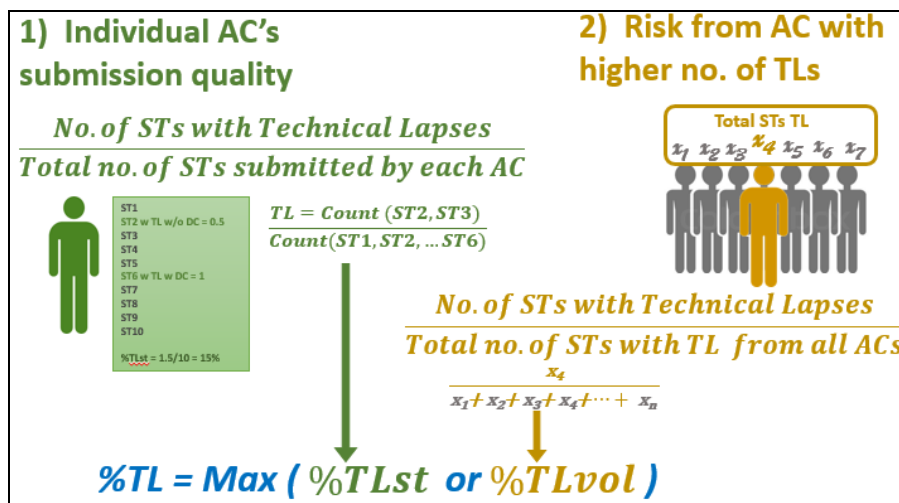 1) Individual AC's
submission quality
No. of STs with Technical Lapses
Total no. of STs submitted by each AC
ST1
ST2 w TL w/o DC = 0.5
ST3
ST4
ST5
ST6 w TL w DC = 1
ST7
ST8
ST9
ST10
%TLst = 1.5/10 = 15%
TL = Count (ST2, ST3)
Count(ST1, ST2, ... ST6)
2) Risk from AC with
higher no. of TLs
Total STs TL
x1 x2 x3 x4 x5 x6 x7
No. of STs with Technical Lapses
Total no. of STs with TL from all ACs
x4
x1 + x2 + x3 + x4 + ⋯ + xn
%TL = Max ( %TLst or %TLvol )